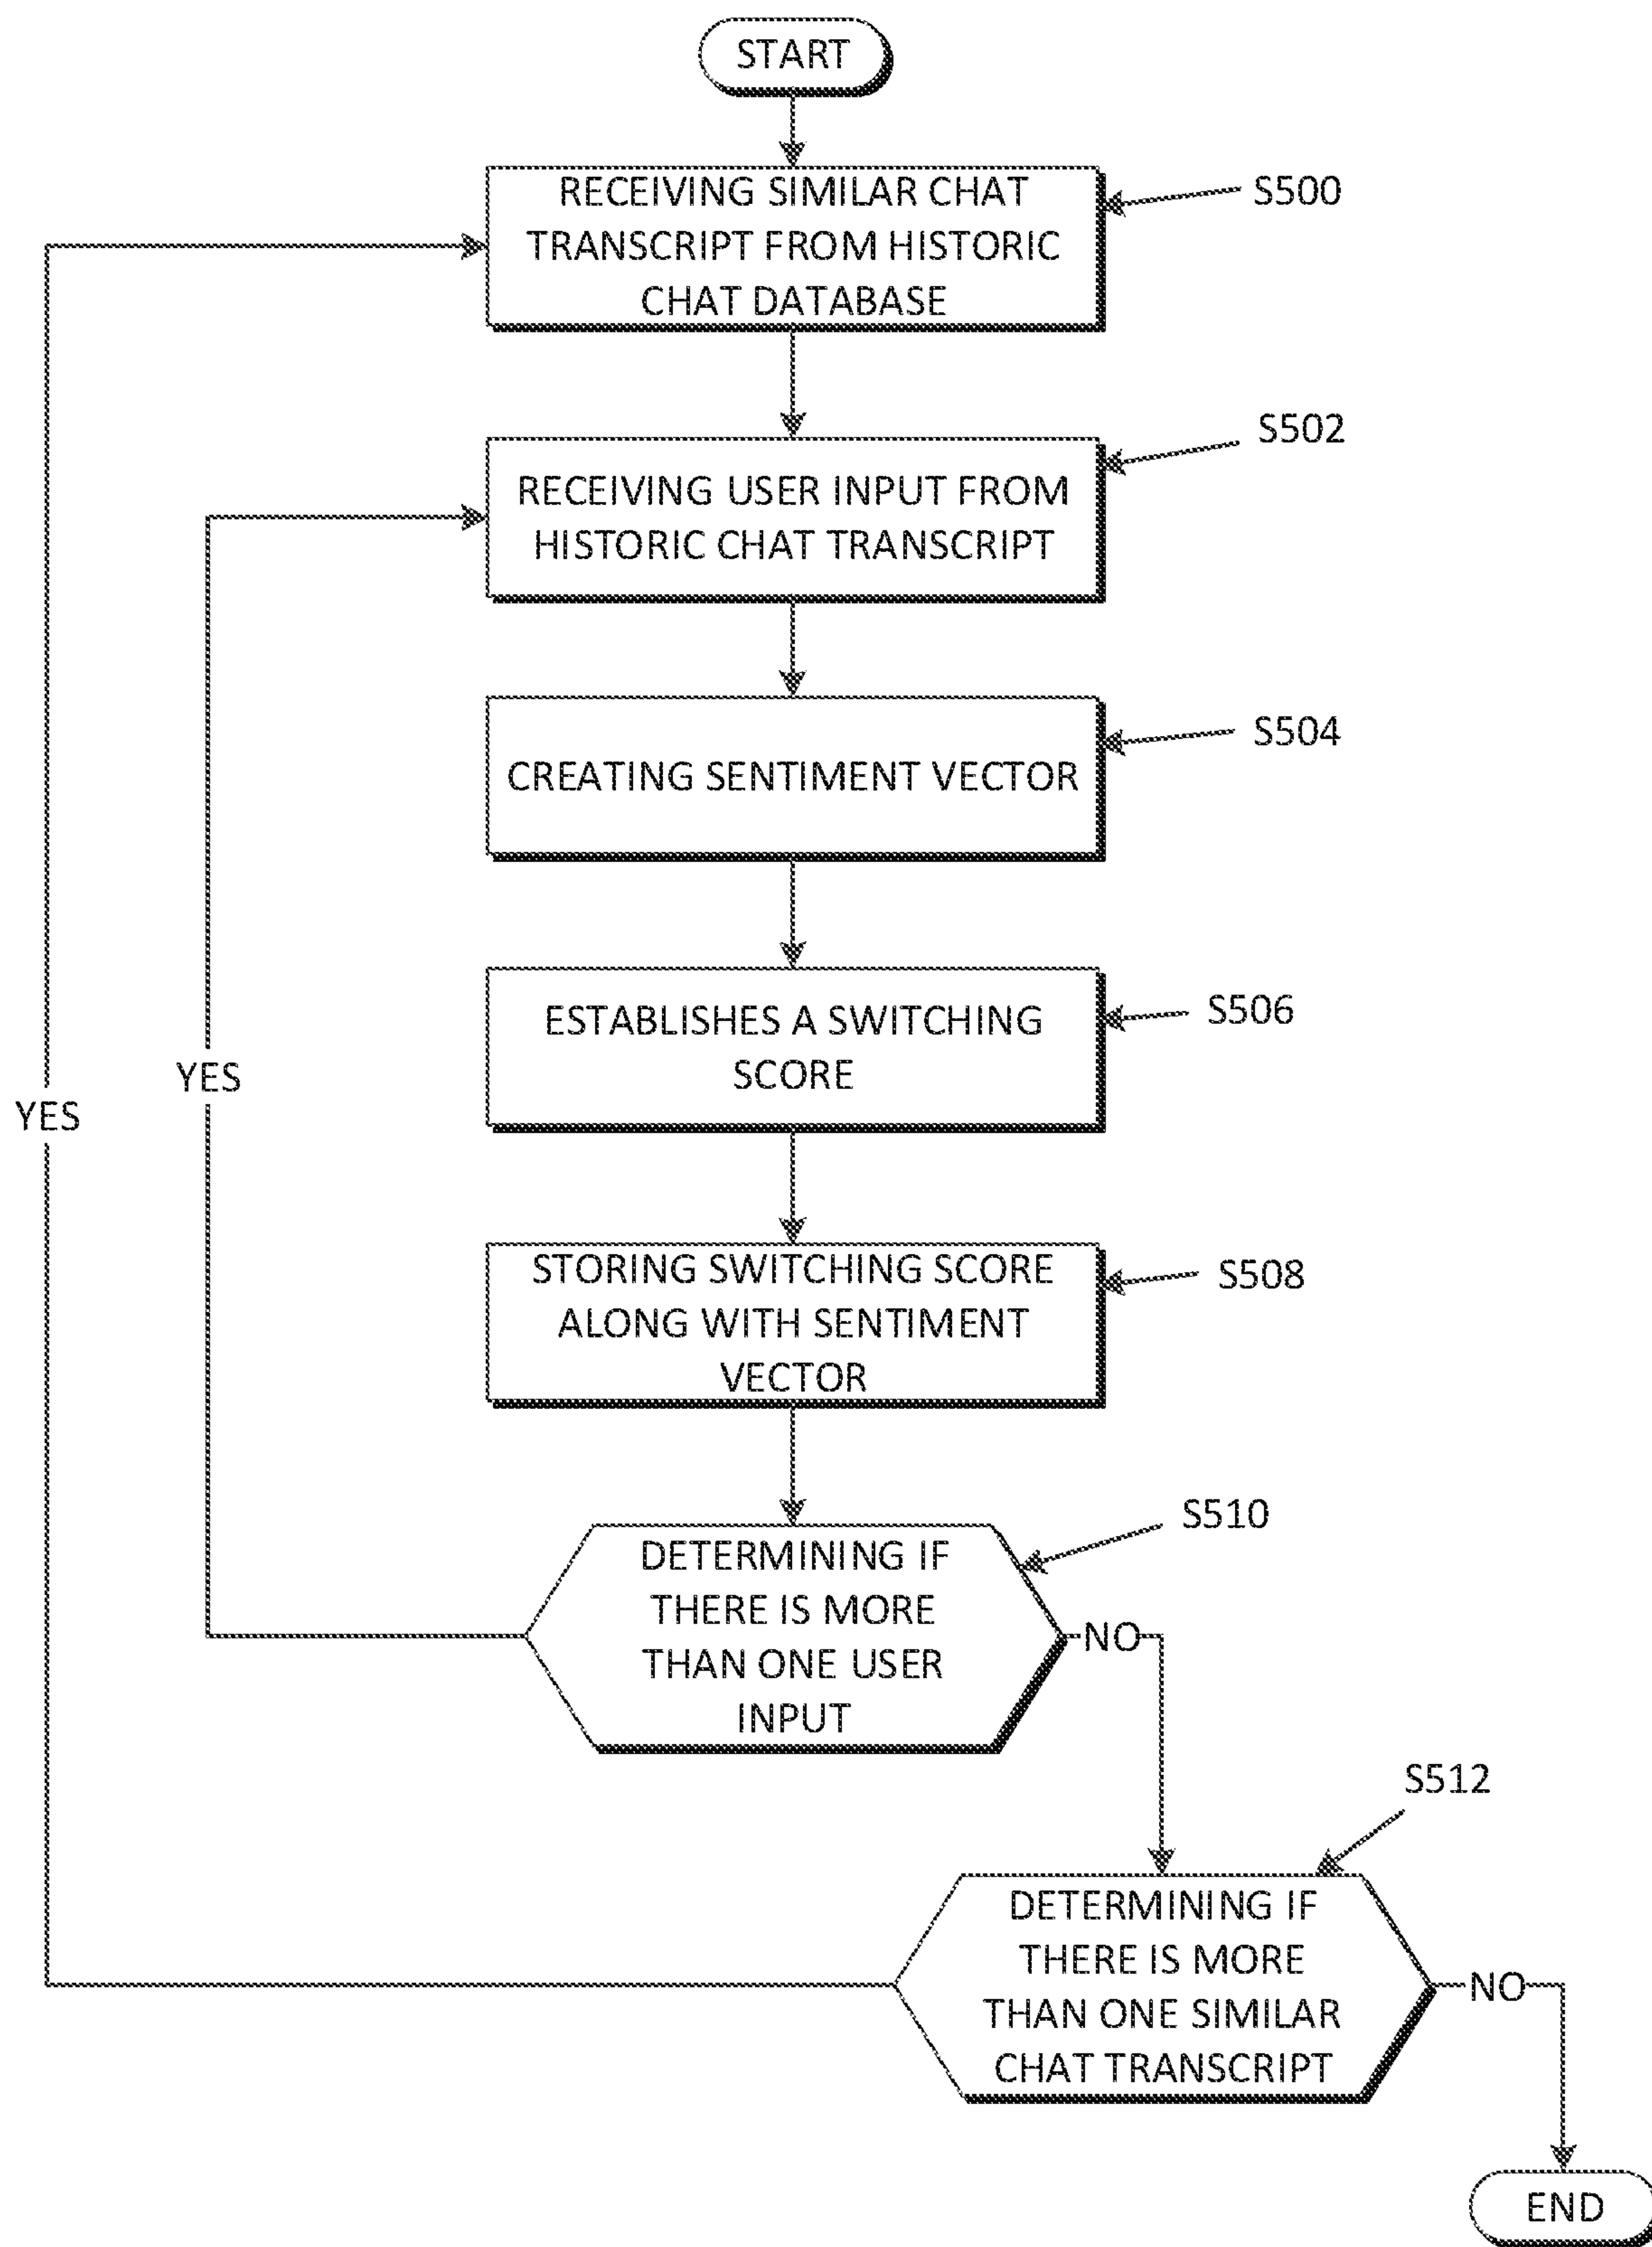 START
RECEIVING SIMILAR CHAT
TRANSCRIPT FROM HISTORIC
CHAT DATABASE
S500
RECEIVING USER INPUT FROM
HISTORIC CHAT TRANSCRIPT
S502
CREATING SENTIMENT VECTOR
S504
ESTABLISHES A SWITCHING
SCORE
S506
YES
YES
STORING SWITCHING SCORE
ALONG WITH SENTIMENT
VECTOR
S508
DETERMINING IF
THERE IS MORE
THAN ONE USER
INPUT
S510
NO
DETERMINING IF
THERE IS MORE
THAN ONE SIMILAR
CHAT TRANSCRIPT
S512
NO
END